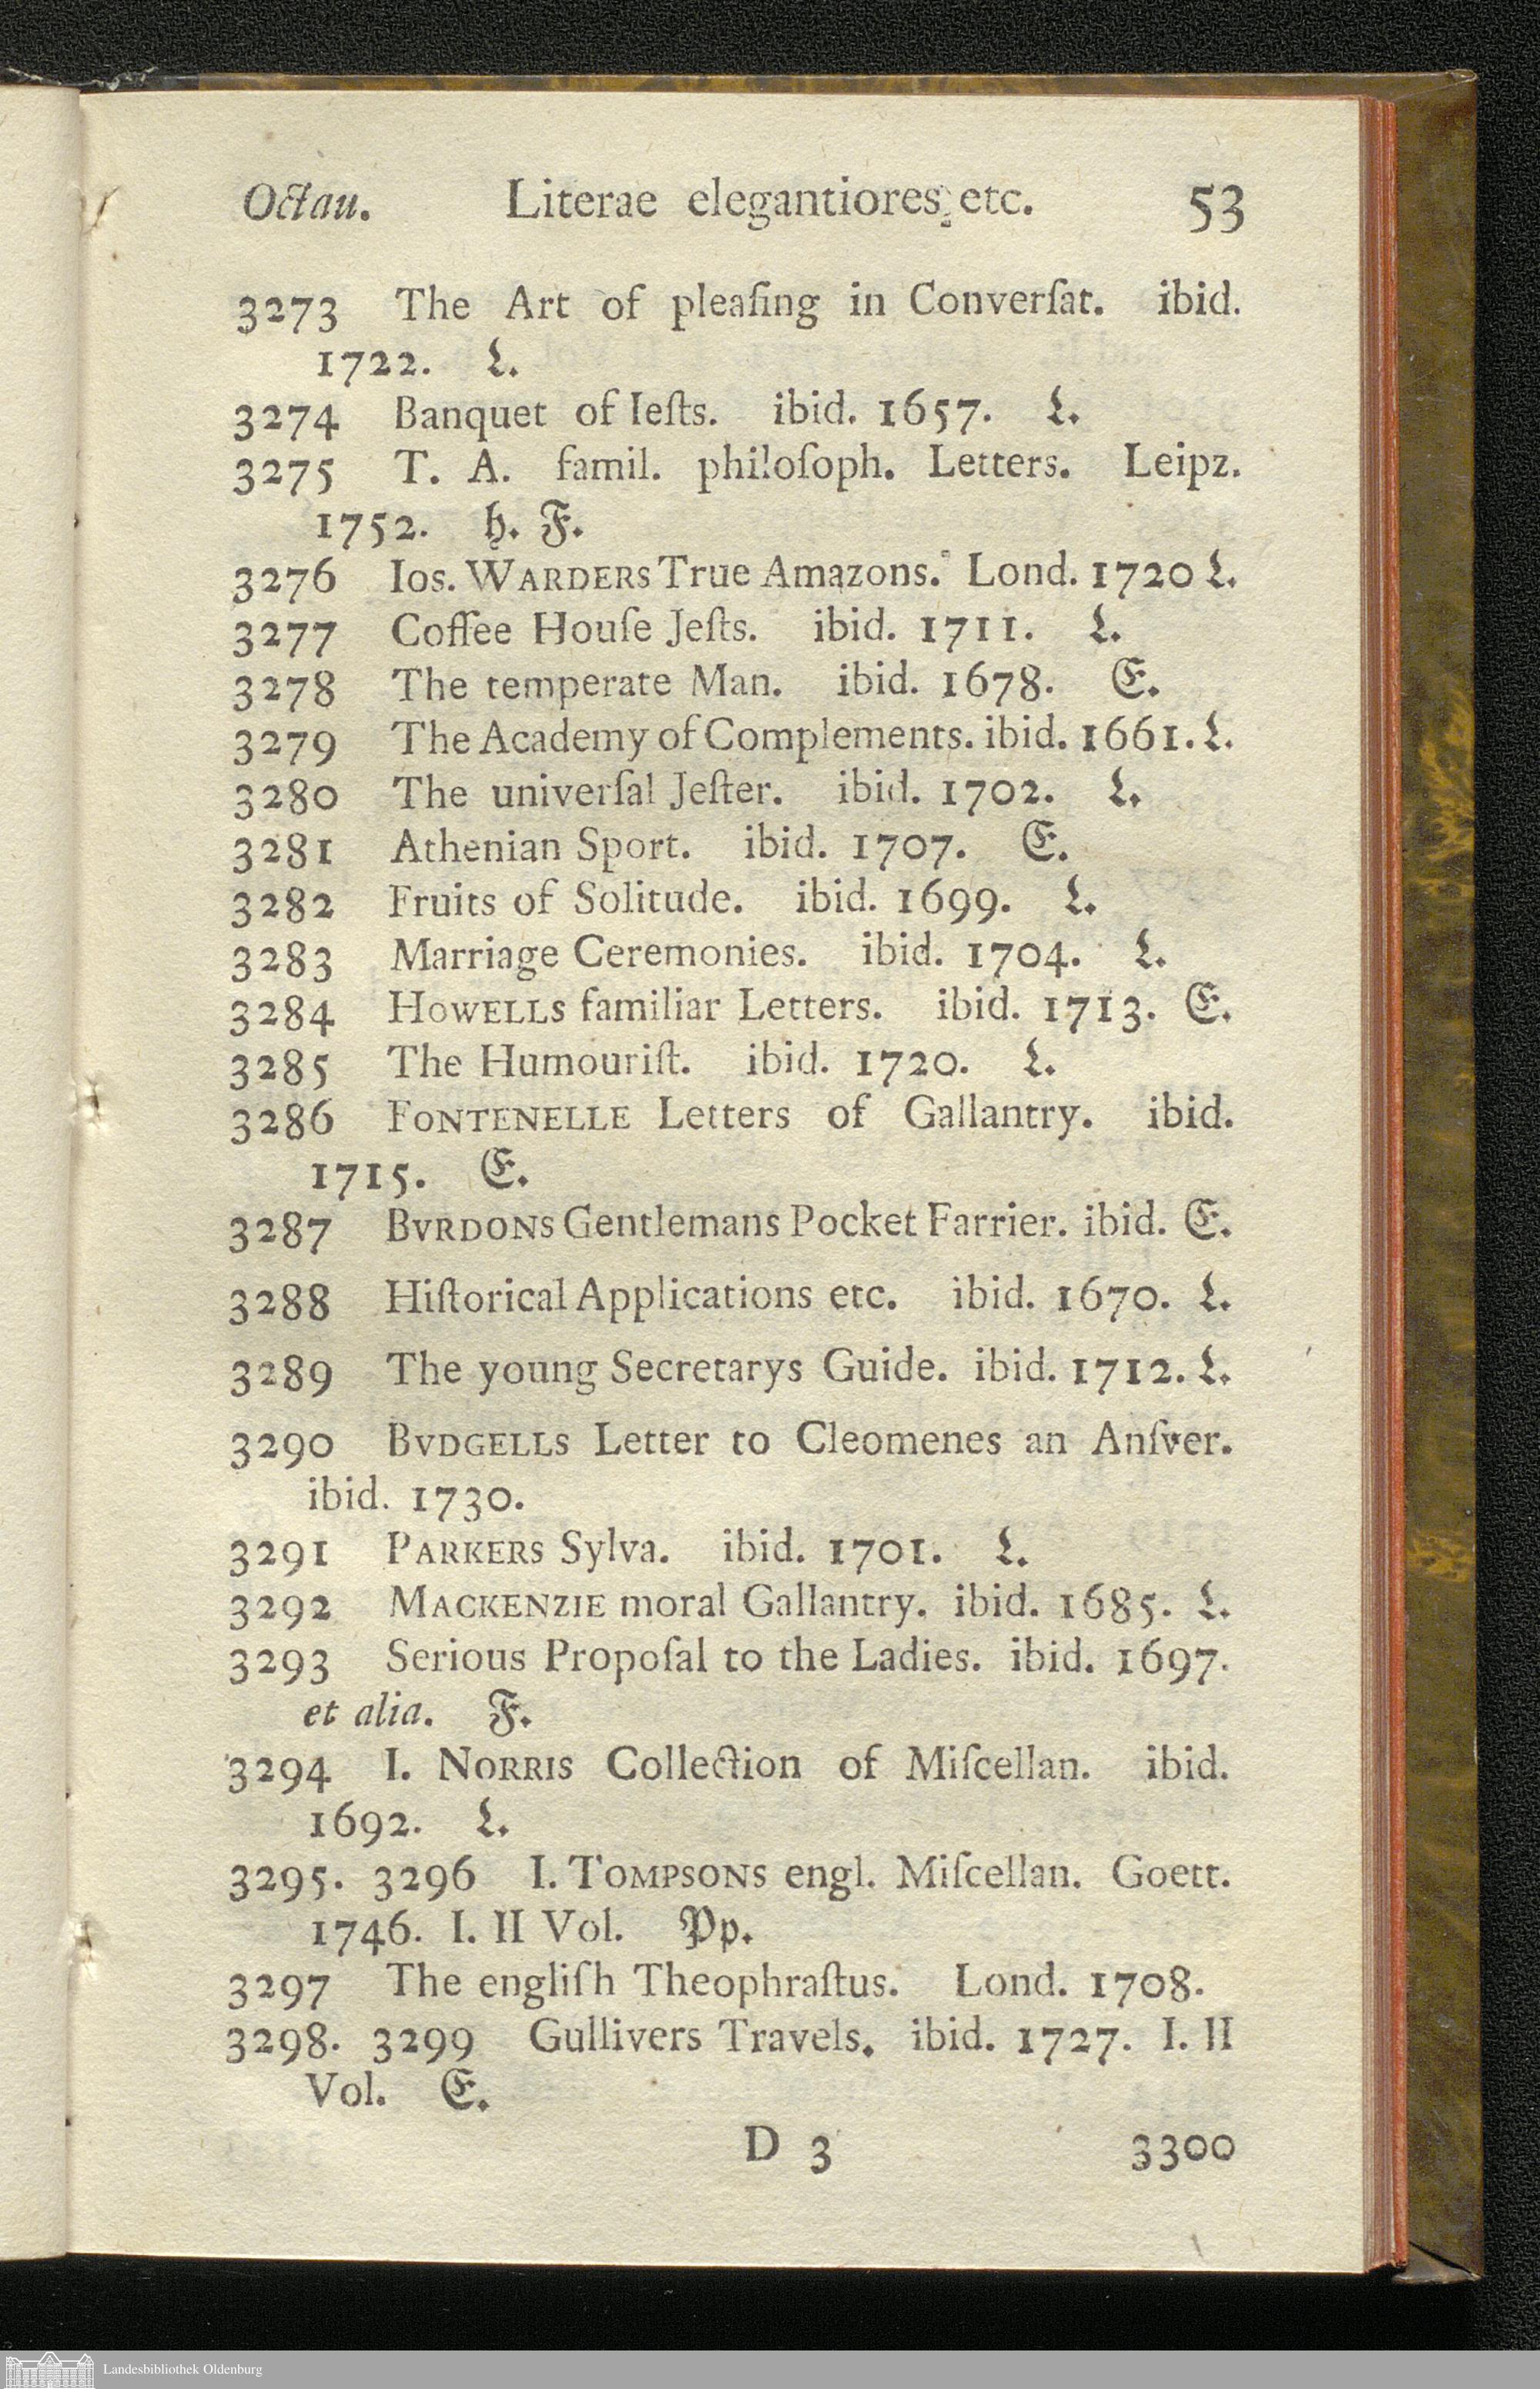 Octau. Literae elegantiores etc. 53
3273 The Art of pleaſing in Converſat. ibid.
1722. L.
3274 Banquet of Ieſts. ibid. 1657. L.
3275 T. A. famil. philoſoph. Letters. Leipz.
1752. h. F.
3276 Ios. WARDERS True Amazons. Lond. 1720 L.
3277 Coffee Houſe Jeſts. ibid. 1711. L.
3278 The temperate Man. ibid. 1678. E.
3279 The Academy of Complements. ibid. 1661. L.
3280 The univerſal Jeſter. ibid. 1702. L.
3281 Athenian Sport. ibid. 1707. E.
3282 Fruits of Solitude. ibid. 1699. L.
3283 Marriage Ceremonies. ibid. 1704. L.
3284 HOWELLS familiar Letters. ibid. 1713. E.
3285 The Humouriſt. ibid. 1720. L.
3286 FONTENELLE Letters of Gallantry. ibid.
1715. E.
3287 BVRDONS Gentlemans Pocket Farrier. ibid. E.
3288 Hiſtorical Applications etc. ibid. 1670. L.
3289 The young Secretarys Guide. ibid. 1712. L.
3290 BVDGELLS Letter to Cleomenes an Anſver.
ibid. 1730.
3291 PARKERS Sylva. ibid. 1701. L.
3292 MACKENZIE moral Gallantry. ibid. 1685. L.
3293 Serious Propoſal to the Ladies. ibid. 1697.
et alia. F.
3294 I. NORRIS Collection of Miſcellan. ibid.
1692. L.
3295. 3296 I. TOMPSONS engl. Miſcellan. Goett.
1746. I. II Vol. Pp.
3297 The engliſh Theophraſtus. Lond. 1708.
3298. 3299 Gullivers Travels. ibid. 1727. I. II
Vol. E.
D 3 3300
Landesbibliothek Oldenburg